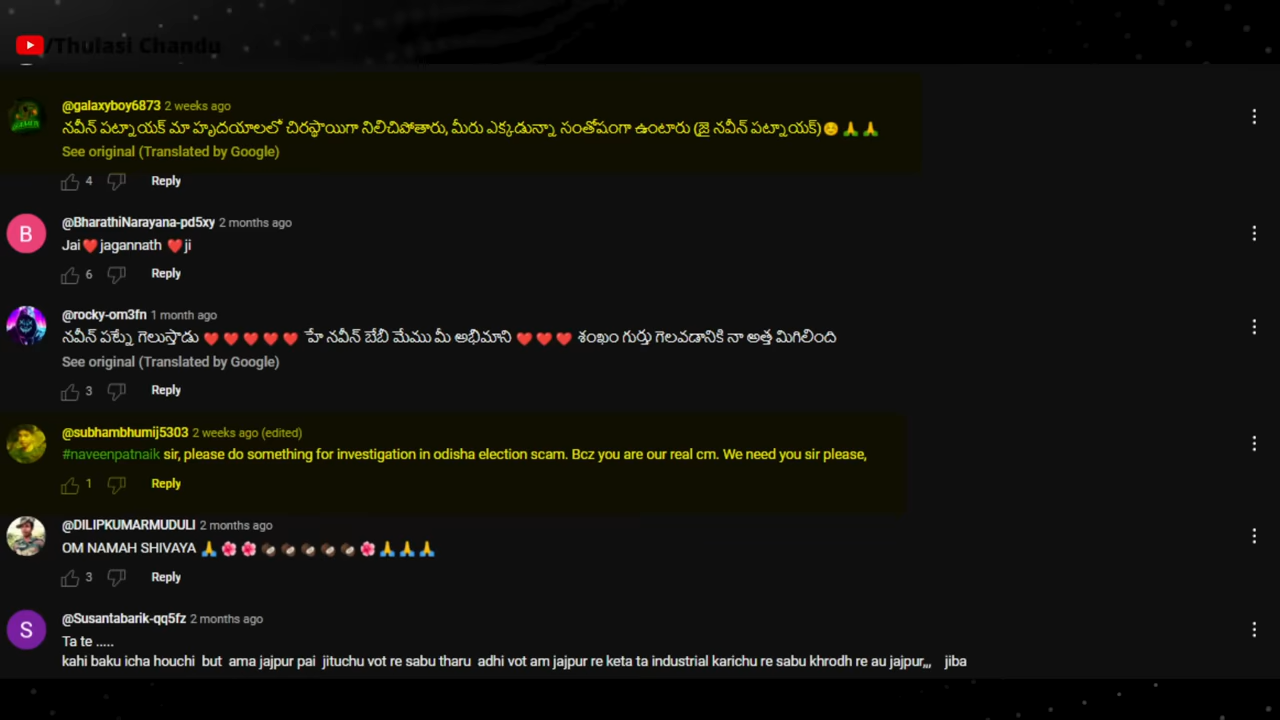 /Thulasi Chandu
@galaxyboy6873 2 weeks ago
నవీన్ పట్నాయక్ మా హృదయాలలో చిరస్థాయిగా నిలిచిపోతారు, మీరు ఎక్కడున్నా సంతోషంగా ఉంటారు (జై నవీన్ పట్నాయక్)☺️🙏🙏
See original (Translated by Google)
4 Reply
B
@BharathiNarayana-pd5xy 2 months ago
Jai❤️jagannath ❤️ji
6 Reply
@rocky-om3fn 1 month ago
నవీన్ పట్నే గెలుస్తాడు ❤️❤️❤️❤️❤️ హే నవీన్ బేబీ మేము మీ అభిమాని ❤️❤️❤️ శంఖం గుర్తు గెలవడానికి నా అత్త మిగిలింది
See original (Translated by Google)
3 Reply
@subhambhumij5303 2 weeks ago (edited)
#naveenpatnaik sir, please do something for investigation in odisha election scam. Bcz you are our real cm. We need you sir please,
1 Reply
@DILIPKUMARMUDULI 2 months ago
OM NAMAH SHIVAYA 🙏🌺🌺🥥🥥🥥🥥🥥🌺🙏🙏🙏
3 Reply
S
@Susantabarik-qq5fz 2 months ago
Ta te .....
kahi baku icha houchi but ama jajpur pai jituchu vot re sabu tharu adhi vot am jajpur re keta ta industrial karichu re sabu khrodh re au jajpur,,, jiba